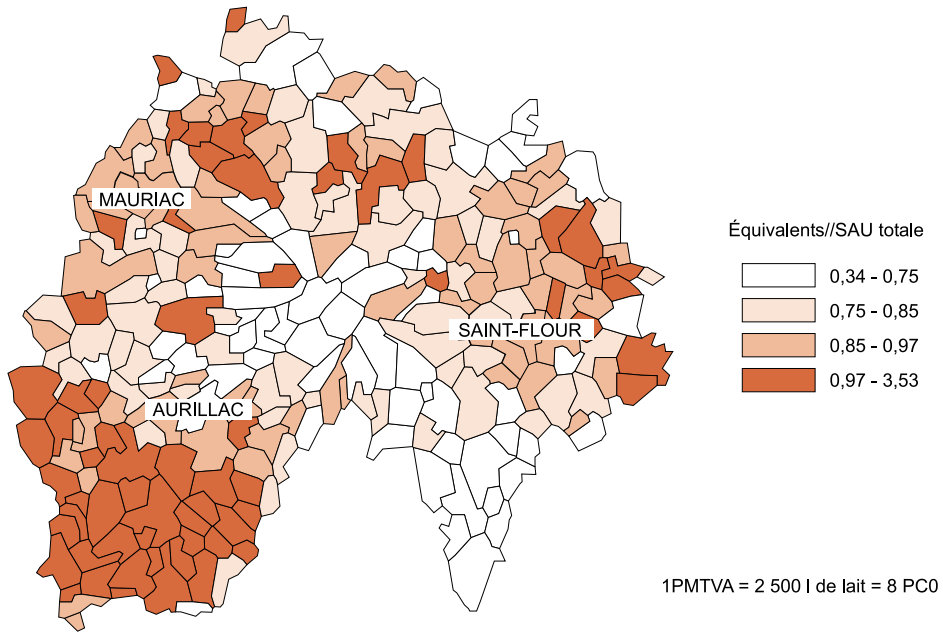 MAURIAC
Équivalents//SAU totale
0,34 - 0,75
0,75 - 0,85
SAINT-FLOUR
0,85 - 0,97
0,97 - 3,53
AURILLAC
1PMTVA = 2 500 l de lait = 8 PC0